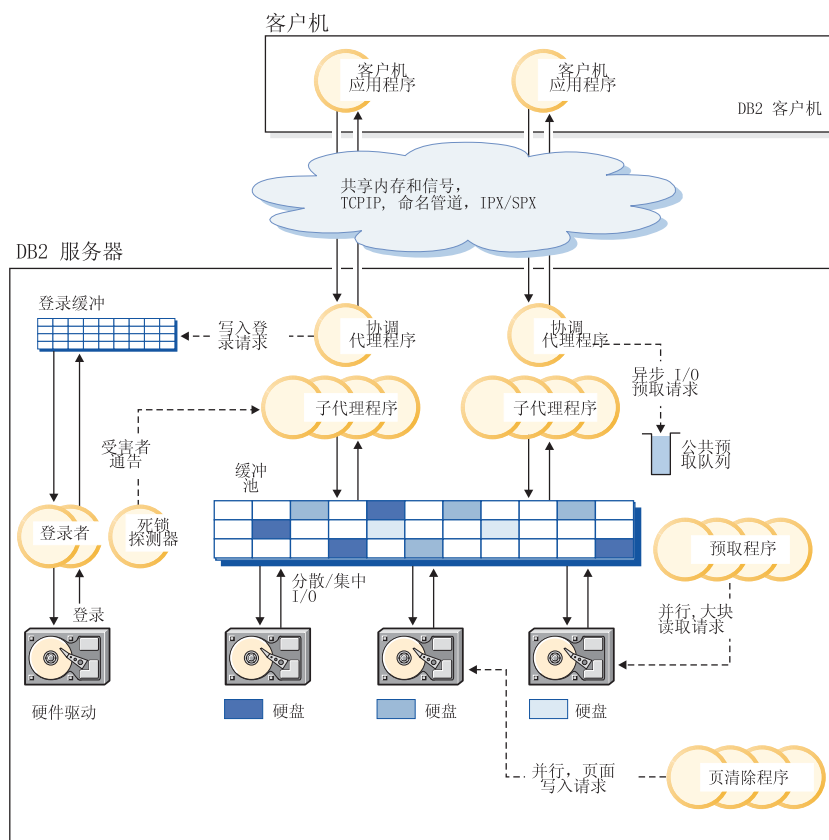 客户机
客户机
应用程序
客户机
应用程序
DB2 客户机
共享内存和信号，
TCPIP, 命名管道, IPX/SPX
DB2 服务器
登录缓冲
写入登
录请求
协调
代理程序
协调
代理程序
异步 I/O
预取请求
子代理程序
子代理程序
受害者
通告
公共预
取队列
缓冲
池
登录者
死锁
探测器
预取程序
分散/集中
I/O
登录
并行,大块
读取请求
硬件驱动
硬盘
硬盘
硬盘
并行，页面
写入请求
页清除程序